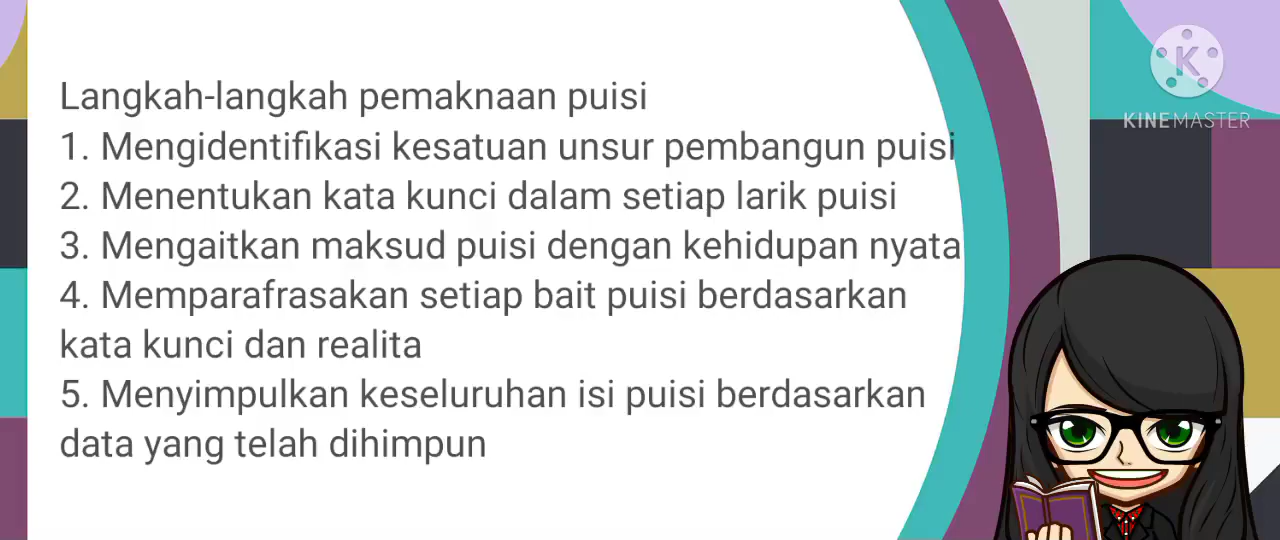 Langkah-langkah pemaknaan puisi
1. Mengidentifikasi kesatuan unsur pembangun puisi
2. Menentukan kata kunci dalam setiap larik puisi
3. Mengaitkan maksud puisi dengan kehidupan nyata
4. Memparafrasakan setiap bait puisi berdasarkan
kata kunci dan realita
5. Menyimpulkan keseluruhan isi puisi berdasarkan
data yang telah dihimpun
K
KINEMASTER